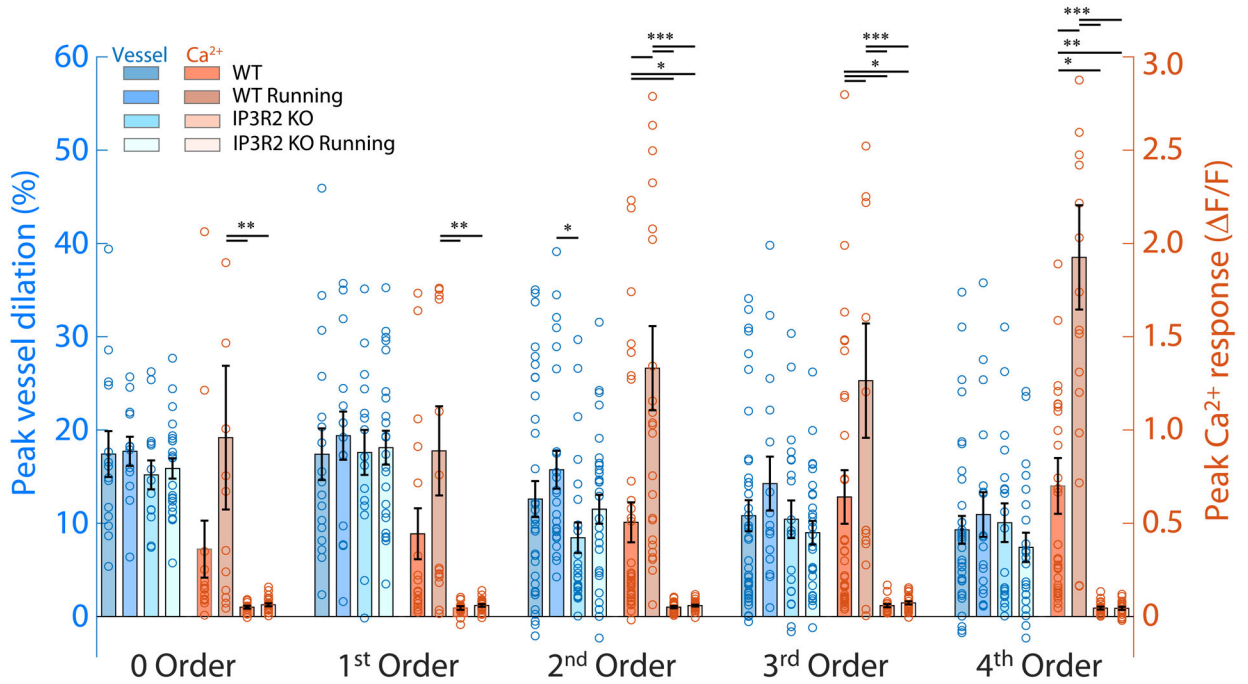 Vessel Ca²⁺
WT
WT Running
IP3R2 KO
IP3R2 KO Running
Peak vessel dilation (%)
60
50
40
30
20
10
0
** ** * *** * *** * *** ** *
3.0
2.5
2.0
1.5
1.0
0.5
0
Peak Ca²⁺ response (ΔF/F)
0 Order 1st Order 2nd Order 3rd Order 4th Order